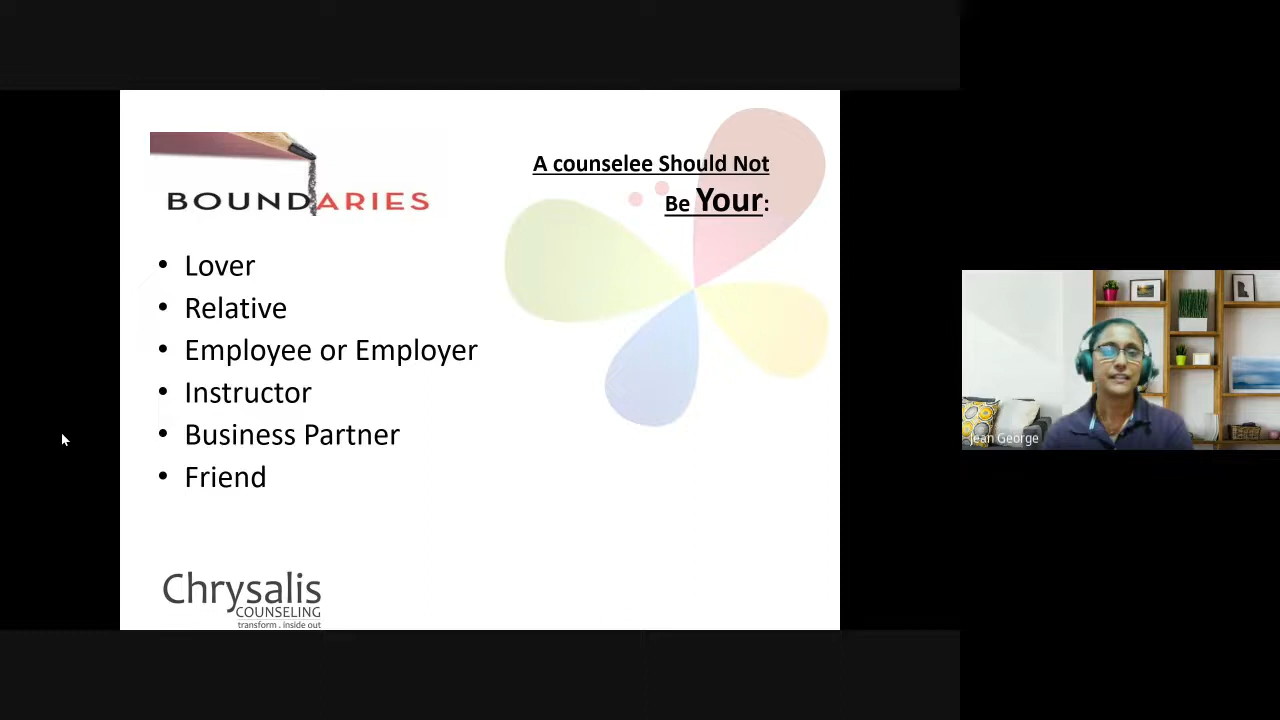 BOUNDARIES
A counselee Should Not
Be Your:
• Lover
• Relative
• Employee or Employer
• Instructor
• Business Partner
• Friend
Chrysalis
COUNSELING
transform . inside out
Jean George